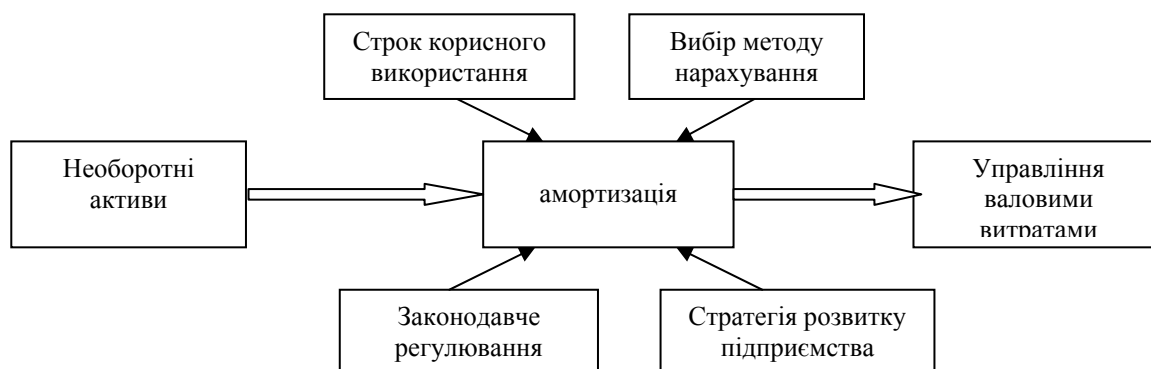 Строк корисного
використання
Вибір методу
нарахування
Необоротні
активи
амортизація
Управління
валовими
витратами
Законодавче
регулювання
Стратегія розвитку
підприємства